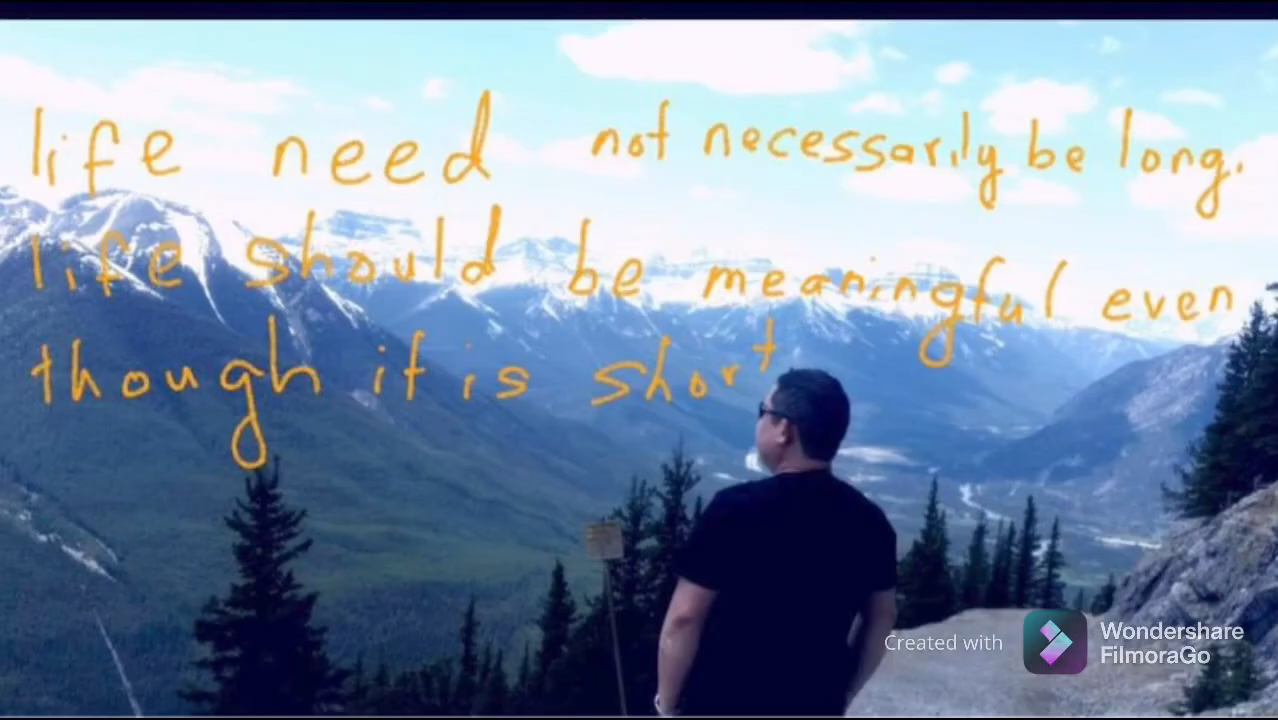 life need not necessarily be long.
life should be meaningful even
though it is short
Created with
Wondershare
FilmoraGo